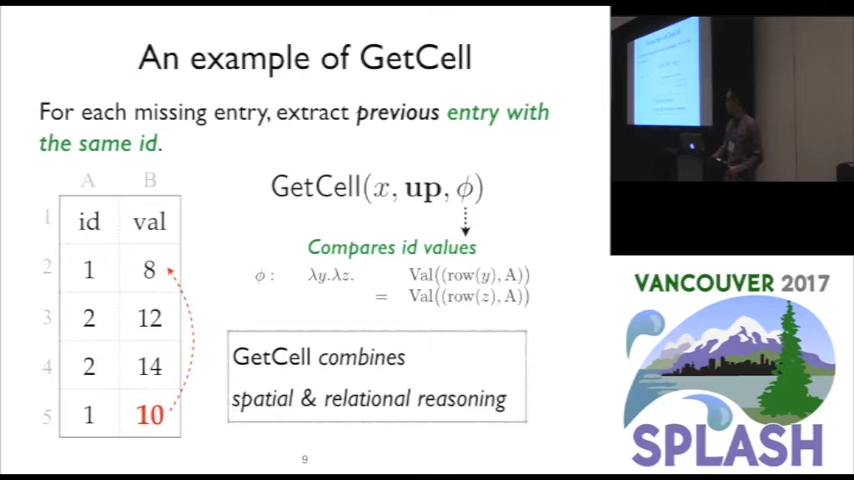 An example of GetCell
For each missing entry, extract previous entry with
the same id.
A B
1 id val
2 1 8
3 2 12
4 2 14
5 1 10
GetCell(x, up, ϕ)
Compares id values
ϕ : λy.λz. Val((row(y), A))
= Val((row(z), A))
GetCell combines
spatial & relational reasoning
9
VANCOUVER 2017
SPLASH